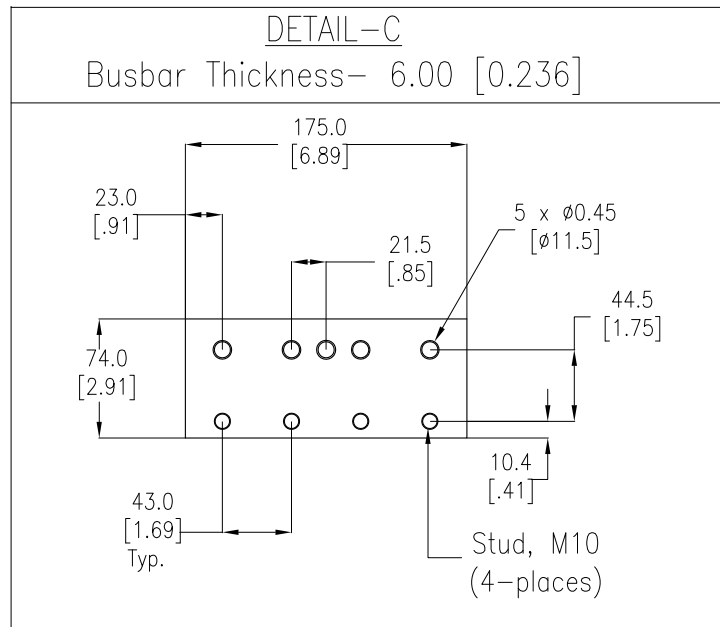 DETAIL-C
Busbar Thickness- 6.00 [0.236]
175.0
[6.89]
23.0
[.91]
5 x ø0.45
[ø11.5]
21.5
[.85]
44.5
[1.75]
74.0
[2.91]
10.4
[.41]
43.0
[1.69]
Typ.
Stud, M10
(4-places)